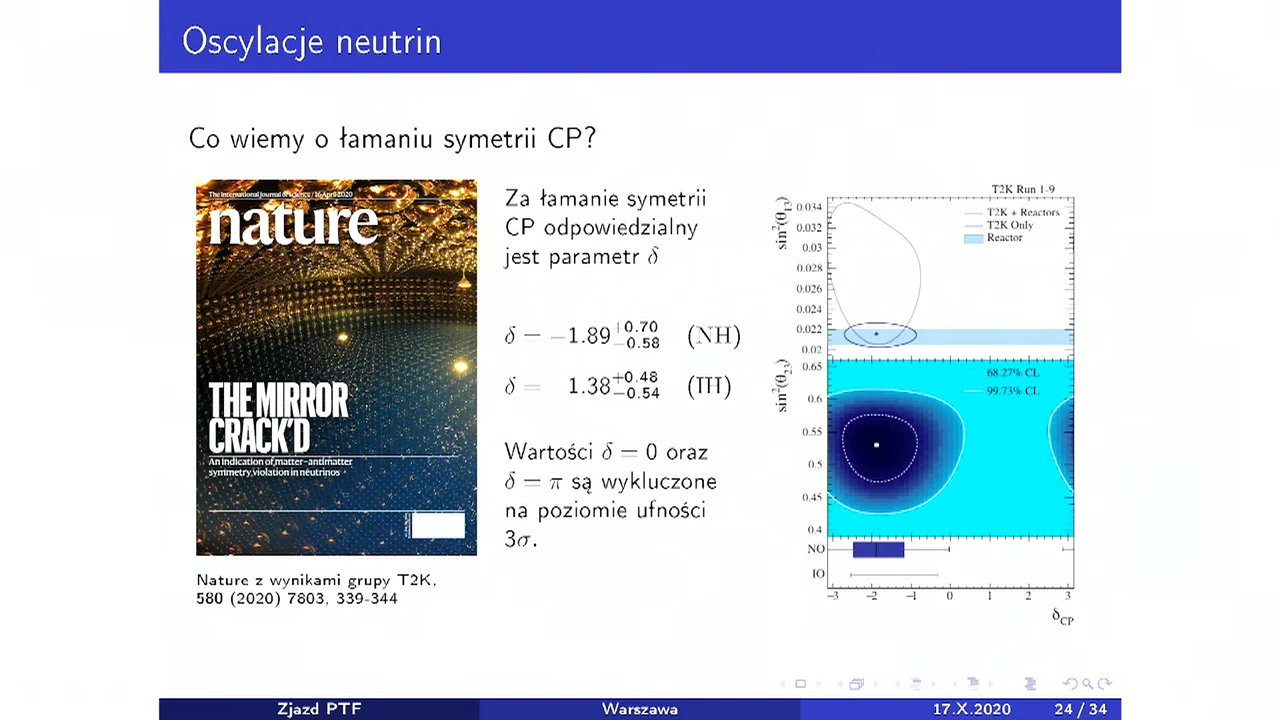 Oscylacje neutrin
Co wiemy o łamaniu symetrii CP?
The international journal of science / 16 April 2020
nature
THE MIRROR
CRACK'D
An indication of matter–antimatter
symmetry violation in neutrinos
Nature z wynikami grupy T2K,
580 (2020) 7803, 339-344
Za łamanie symetrii
CP odpowiedzialny
jest parametr δ
δ = −1.89 +0.70 −0.58 (NH)
δ = 1.38 +0.48 −0.54 (IH)
Wartości δ = 0 oraz
δ = π są wykluczone
na poziomie ufności
3σ.
T2K Run 1-9
sin²(θ₁₃)
0.034
0.032
0.03
0.028
0.026
0.024
0.022
0.02
T2K + Reactors
T2K Only
Reactor
sin²(θ₂₃)
0.65
0.6
0.55
0.5
0.45
0.4
68.27% CL
99.73% CL
NO
IO
−3 −2 −1 0 1 2 3
δCP
Zjazd PTF Warszawa 17.X.2020 24 / 34